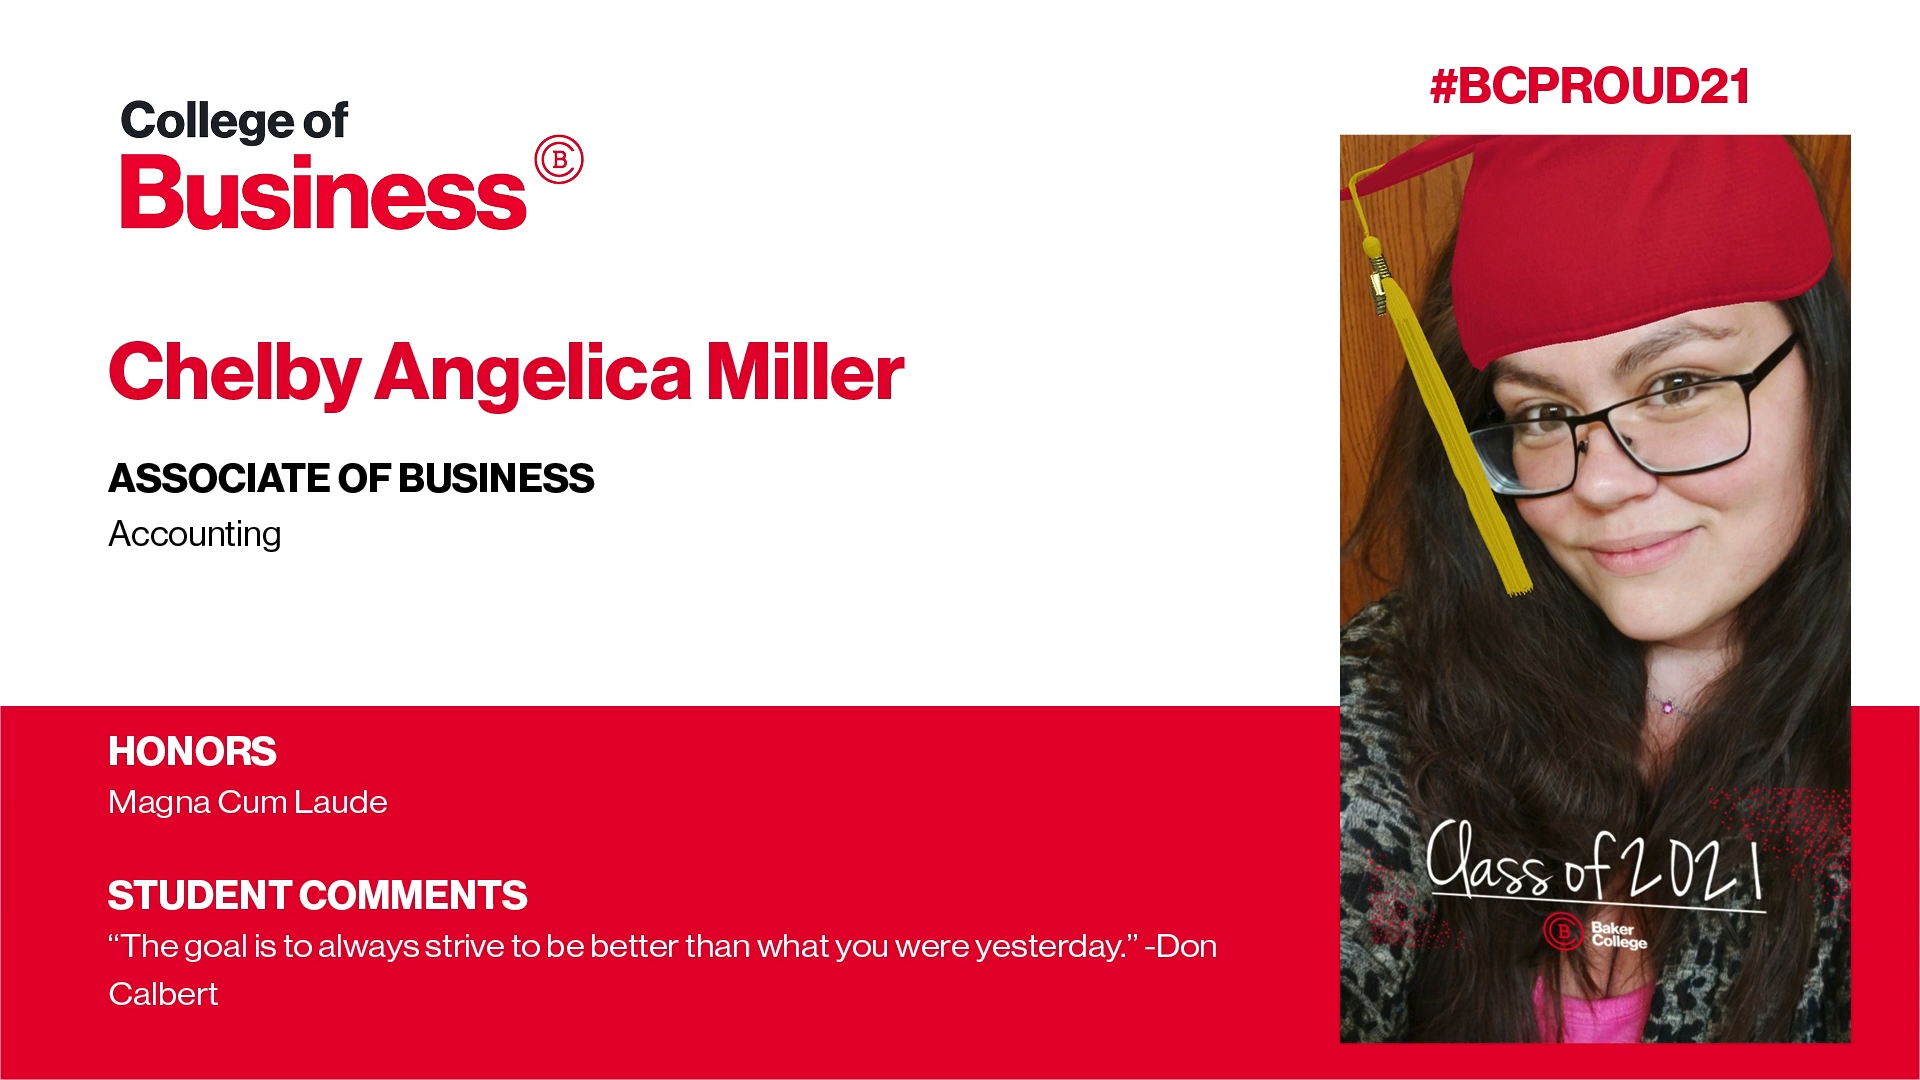 College of
Business
B
Chelby Angelica Miller
ASSOCIATE OF BUSINESS
Accounting
HONORS
Magna Cum Laude
STUDENT COMMENTS
“The goal is to always strive to be better than what you were yesterday.” -Don
Calbert
#BCPROUD21
Class of 2021
B
Baker
College